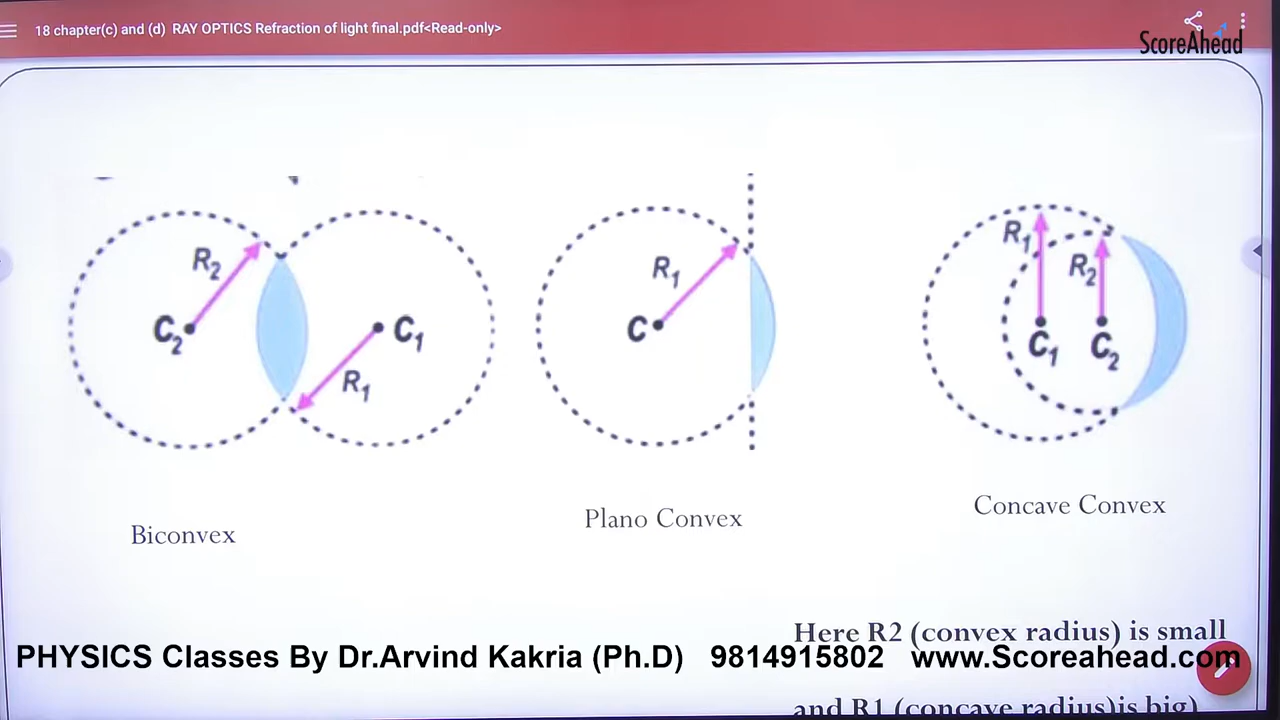 18 chapter(c) and (d) RAY OPTICS Refraction of light final.pdf<Read-only>
ScoreAhead
R2
C2
C1
R1
R1
C
R1
R2
C1
C2
Biconvex
Plano Convex
Concave Convex
Here R2 (convex radius) is small
PHYSICS Classes By Dr.Arvind Kakria (Ph.D) 9814915802 www.Scoreahead.com
and R1 (concave radius)is big)